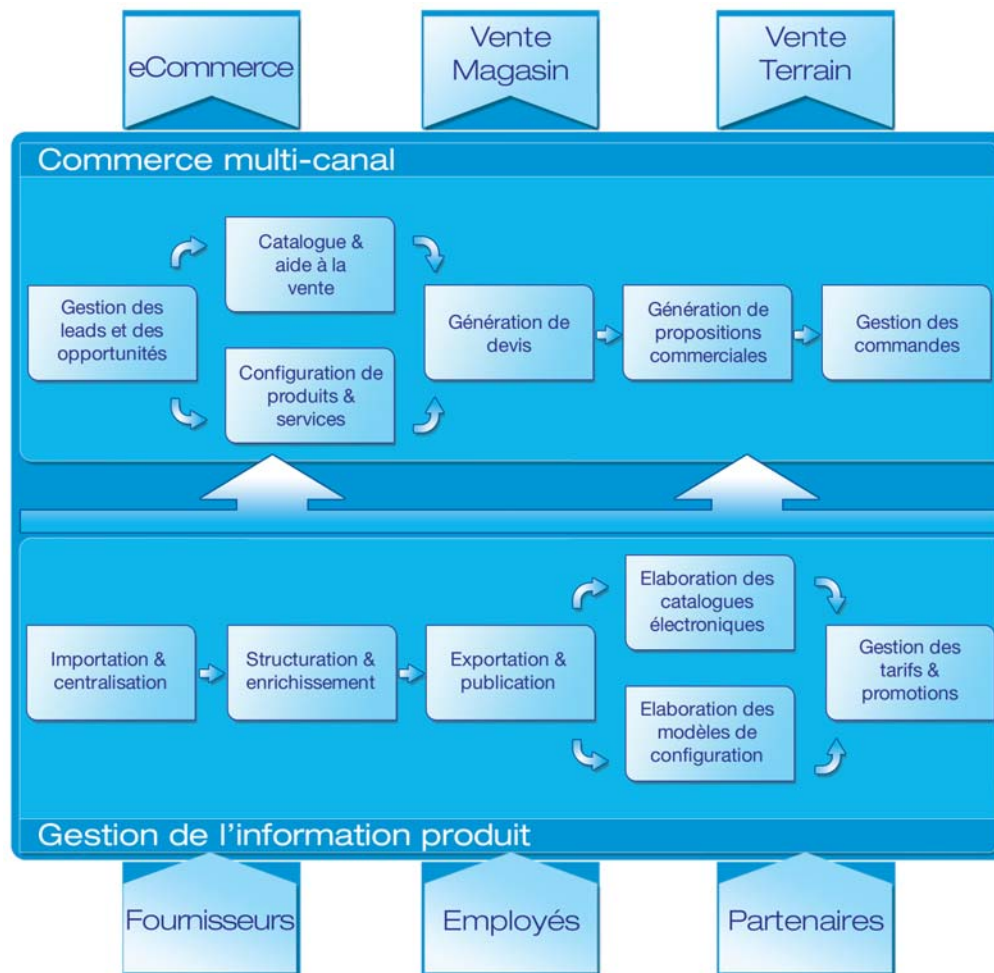 eCommerce
Vente
Magasin
Vente
Terrain
Commerce multi-canal
Gestion des
leads et des
opportunités
Catalogue &
aide à la
vente
Configuration de
produits &
services
Génération de
devis
Génération de
propositions
commerciales
Gestion des
commandes
Importation &
centralisation
Structuration &
enrichissement
Exportation &
publication
Elaboration des
catalogues
électroniques
Elaboration des
modèles de
configuration
Gestion des
tarifs &
promotions
Gestion de l’information produit
Fournisseurs
Employés
Partenaires